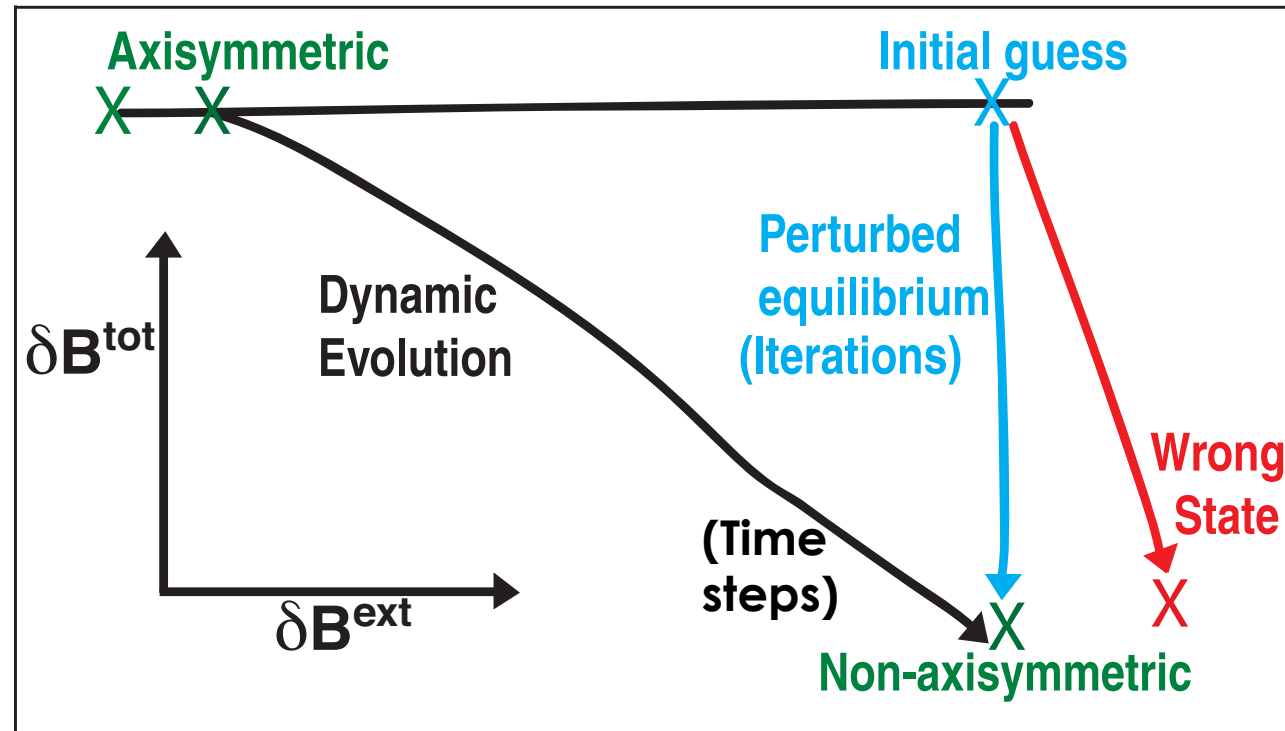 Axisymmetric
Initial guess
X
X
X
Perturbed
equilibrium
(Iterations)
Dynamic
Evolution
δB^tot
Wrong
State
(Time
steps)
δB^ext
X
X
Non-axisymmetric